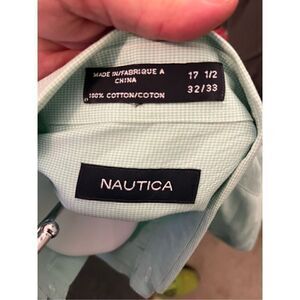 MADE IN/FABRIQUE A
CHINA
100% COTTON/COTON
17 1/2
32/33
NAUTICA